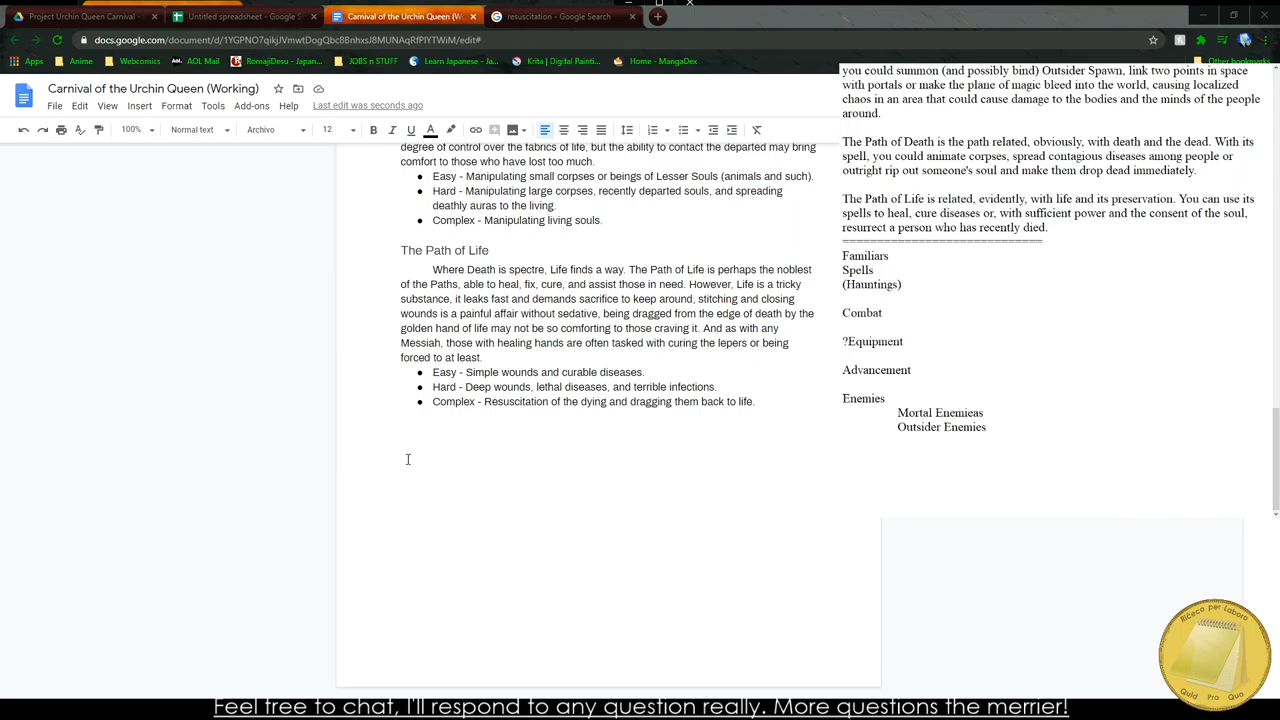 Project Urchin Queen Carnival -
Untitled spreadsheet - Google S
Carnival of the Urchin Queen (W
resuscitation - Google Search
docs.google.com/document/d/1YGPNO7qikjJVmwtDogQbc8BnhxsJ8MUNAqRfPIYTWiM/edit#
Apps
Anime
Webcomics
AOL Mail
RomajiDesu - Japan...
JOBS n STUFF
Learn Japanese - Ja...
Krita | Digital Paintin...
Home - MangaDex
Other bookmarks
Carnival of the Urchin Queen (Working)
File Edit View Insert Format Tools Add-ons Help Last edit was seconds ago
100% Normal text Archivo 12
degree of control over the fabrics of life, but the ability to contact the departed may bring
comfort to those who have lost too much.
● Easy - Manipulating small corpses or beings of Lesser Souls (animals and such).
● Hard - Manipulating large corpses, recently departed souls, and spreading
deathly auras to the living.
● Complex - Manipulating living souls.
The Path of Life
Where Death is spectre, Life finds a way. The Path of Life is perhaps the noblest
of the Paths, able to heal, fix, cure, and assist those in need. However, Life is a tricky
substance, it leaks fast and demands sacrifice to keep around, stitching and closing
wounds is a painful affair without sedative, being dragged from the edge of death by the
golden hand of life may not be so comforting to those craving it. And as with any
Messiah, those with healing hands are often tasked with curing the lepers or being
forced to at least.
● Easy - Simple wounds and curable diseases.
● Hard - Deep wounds, lethal diseases, and terrible infections.
● Complex - Resuscitation of the dying and dragging them back to life.
you could summon (and possibly bind) Outsider Spawn, link two points in space
with portals or make the plane of magic bleed into the world, causing localized
chaos in an area that could cause damage to the bodies and the minds of the people
around.
The Path of Death is the path related, obviously, with death and the dead. With its
spell, you could animate corpses, spread contagious diseases among people or
outright rip out someone's soul and make them drop dead immediately.
The Path of Life is related, evidently, with life and its preservation. You can use its
spells to heal, cure diseases or, with sufficient power and the consent of the soul,
resurrect a person who has recently died.
============================
Familiars
Spells
(Hauntings)
Combat
?Equipment
Advancement
Enemies
Mortal Enemieas
Outsider Enemies
Quid Pro Quo
Feel free to chat, I'll respond to any question really. More questions the merrier!